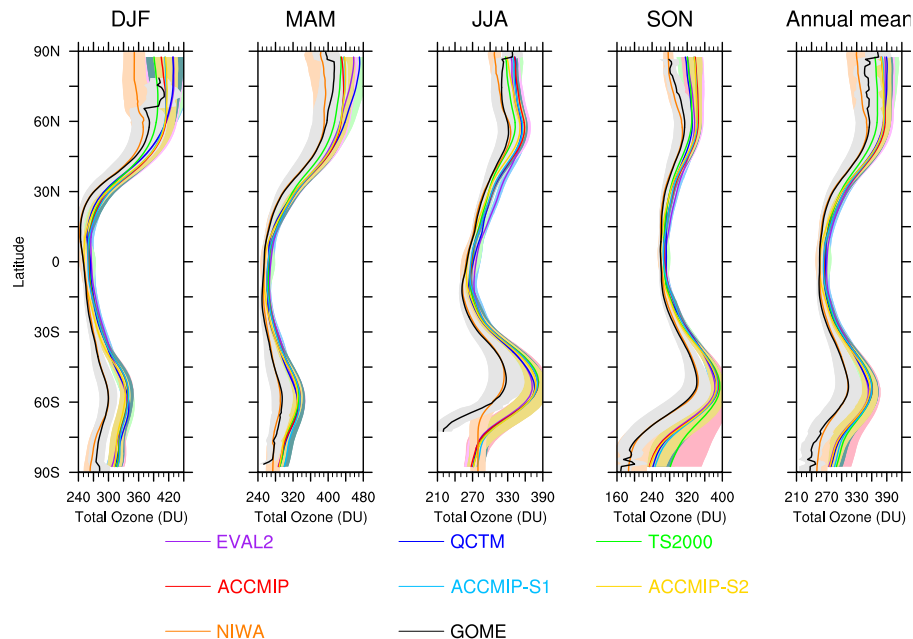 DJF MAM JJA SON Annual mean
90N
60N
30N
0
30S
60S
90S
Latitude
240 300 360 420
240 320 400 480
210 270 330 390
160 240 320 400
210 270 330 390
Total Ozone (DU) Total Ozone (DU) Total Ozone (DU) Total Ozone (DU) Total Ozone (DU)
EVAL2 QCTM TS2000
ACCMIP ACCMIP-S1 ACCMIP-S2
NIWA GOME